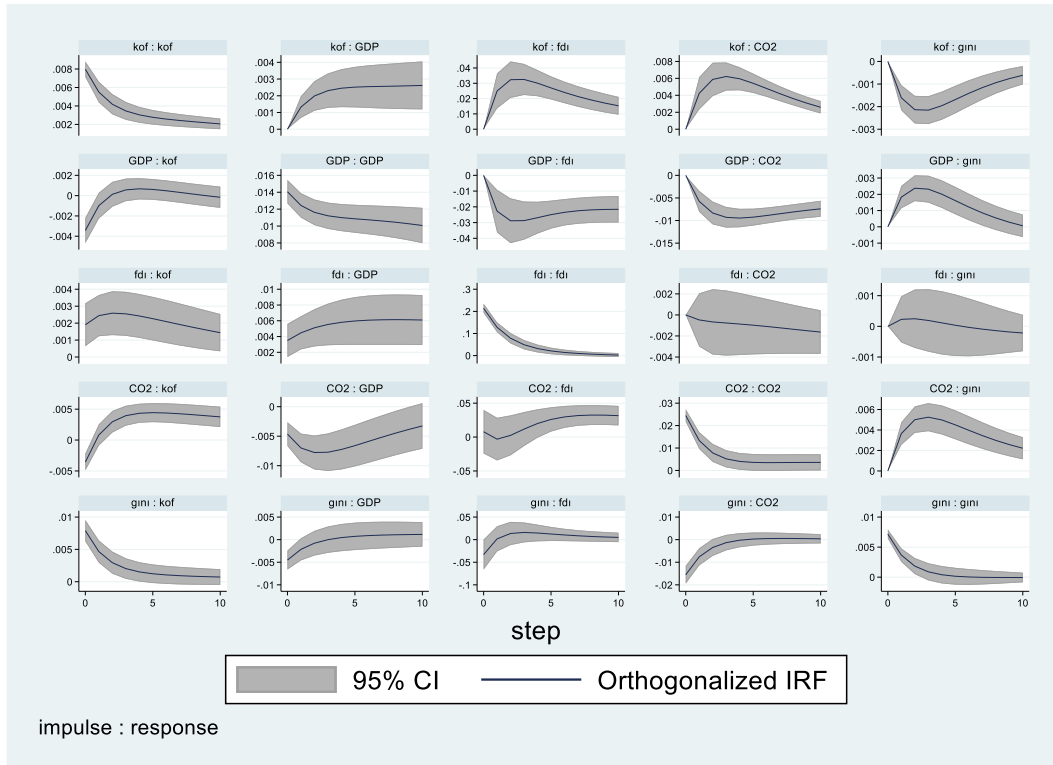 kof : kof kof : GDP kof : fdı kof : CO2 kof : gını
.008 .006 .004 .002
.004 .003 .002 .001 0
.04 .03 .02 .01 0
.008 .006 .004 .002 0
0 -.001 -.002 -.003
GDP : kof GDP : GDP GDP : fdı GDP : CO2 GDP : gını
.002 0 -.002 -.004
.016 .014 .012 .01 .008
0 -.01 -.02 -.03 -.04
0 -.005 -.01 -.015
.003 .002 .001 0 -.001
fdı : kof fdı : GDP fdı : fdı fdı : CO2 fdı : gını
.004 .003 .002 .001 0
.01 .008 .006 .004 .002
.3 .2 .1 0
.002 0 -.002 -.004
.001 0 -.001
CO2 : kof CO2 : GDP CO2 : fdı CO2 : CO2 CO2 : gını
.005 0 -.005
0 -.005 -.01
.05 0 -.05
.03 .02 .01 0
.006 .004 .002 0
gını : kof gını : GDP gını : fdı gını : CO2 gını : gını
.01 .005 0
.005 0 -.005 -.01
.05 0 -.05 -.1
.01 0 -.01 -.02
.01 .005 0
0 5 10 0 5 10 0 5 10 0 5 10 0 5 10
step
95% CI Orthogonalized IRF
impulse : response